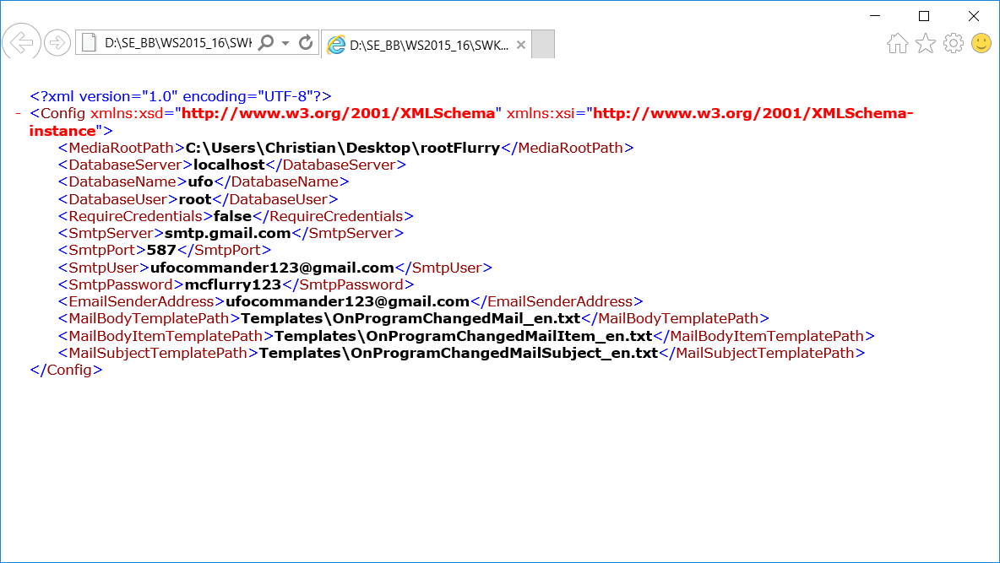 D:\SE_BB\WS2015_16\SWK
D:\SE_BB\WS2015_16\SWK...
<?xml version="1.0" encoding="UTF-8"?>
- <Config xmlns:xsd="http://www.w3.org/2001/XMLSchema" xmlns:xsi="http://www.w3.org/2001/XMLSchema-
instance">
<MediaRootPath>C:\Users\Christian\Desktop\rootFlurry</MediaRootPath>
<DatabaseServer>localhost</DatabaseServer>
<DatabaseName>ufo</DatabaseName>
<DatabaseUser>root</DatabaseUser>
<RequireCredentials>false</RequireCredentials>
<SmtpServer>smtp.gmail.com</SmtpServer>
<SmtpPort>587</SmtpPort>
<SmtpUser>ufocommander123@gmail.com</SmtpUser>
<SmtpPassword>mcflurry123</SmtpPassword>
<EmailSenderAddress>ufocommander123@gmail.com</EmailSenderAddress>
<MailBodyTemplatePath>Templates\OnProgramChangedMail_en.txt</MailBodyTemplatePath>
<MailBodyItemTemplatePath>Templates\OnProgramChangedMailItem_en.txt</MailBodyItemTemplatePath>
<MailSubjectTemplatePath>Templates\OnProgramChangedMailSubject_en.txt</MailSubjectTemplatePath>
</Config>